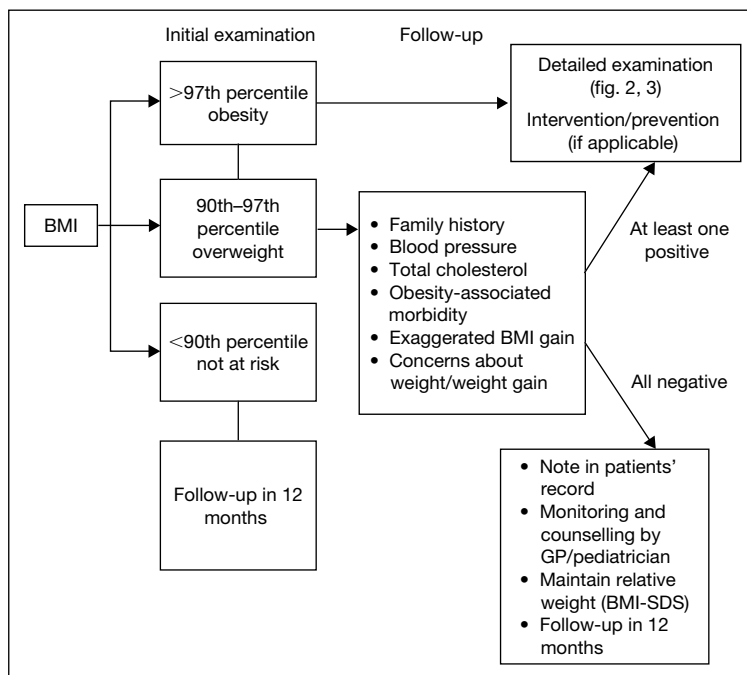 Initial examination
Follow-up
>97th percentile
obesity
Detailed examination
(fig. 2, 3)
Intervention/prevention
(if applicable)
BMI
90th–97th
percentile
overweight
• Family history
• Blood pressure
• Total cholesterol
• Obesity-associated
morbidity
• Exaggerated BMI gain
• Concerns about
weight/weight gain
At least one
positive
<90th percentile
not at risk
All negative
Follow-up in 12
months
• Note in patients’
record
• Monitoring and
counselling by
GP/pediatrician
• Maintain relative
weight (BMI-SDS)
• Follow-up in 12
months